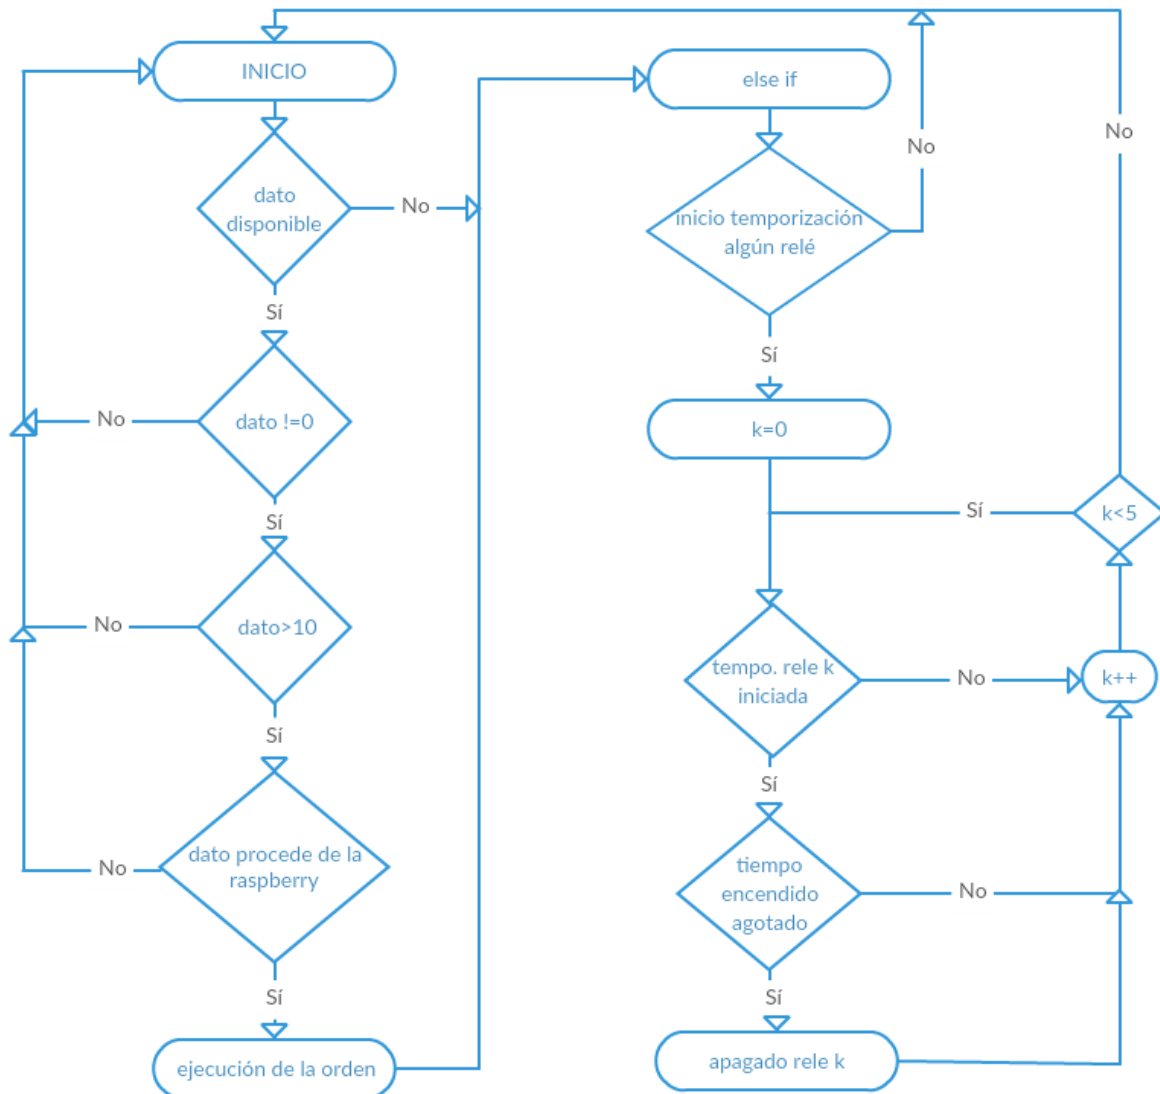 INICIO
dato
disponible
No
Sí
dato !=0
No
Sí
dato>10
No
Sí
dato procede de la
raspberry
No
Sí
ejecución de la orden
else if
inicio temporización
algún relé
No
Sí
k=0
No
k<5
Sí
tempo. rele k
iniciada
No
k++
Sí
tiempo
encendido
agotado
No
Sí
apagado rele k